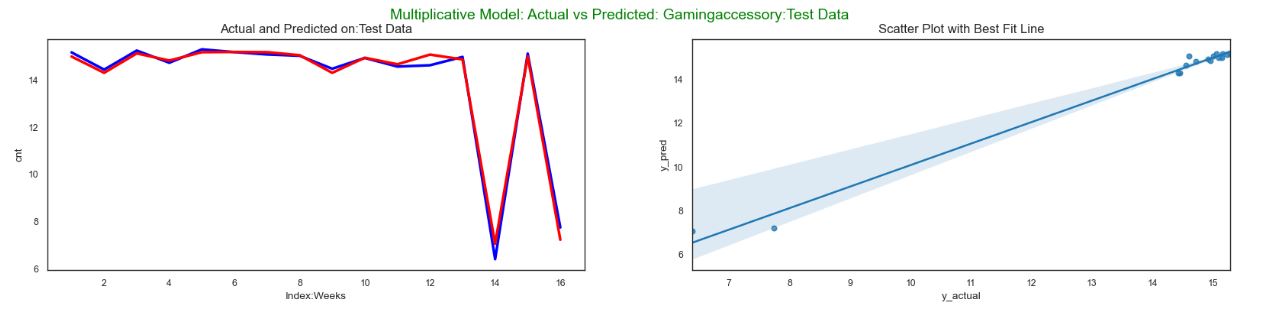 Multiplicative Model: Actual vs Predicted: Gamingaccessory:Test Data
Actual and Predicted on:Test Data
14
12
10
8
6
cnt
2 4 6 8 10 12 14 16
Index:Weeks
Scatter Plot with Best Fit Line
14
12
10
8
6
y_pred
7 8 9 10 11 12 13 14 15
y_actual